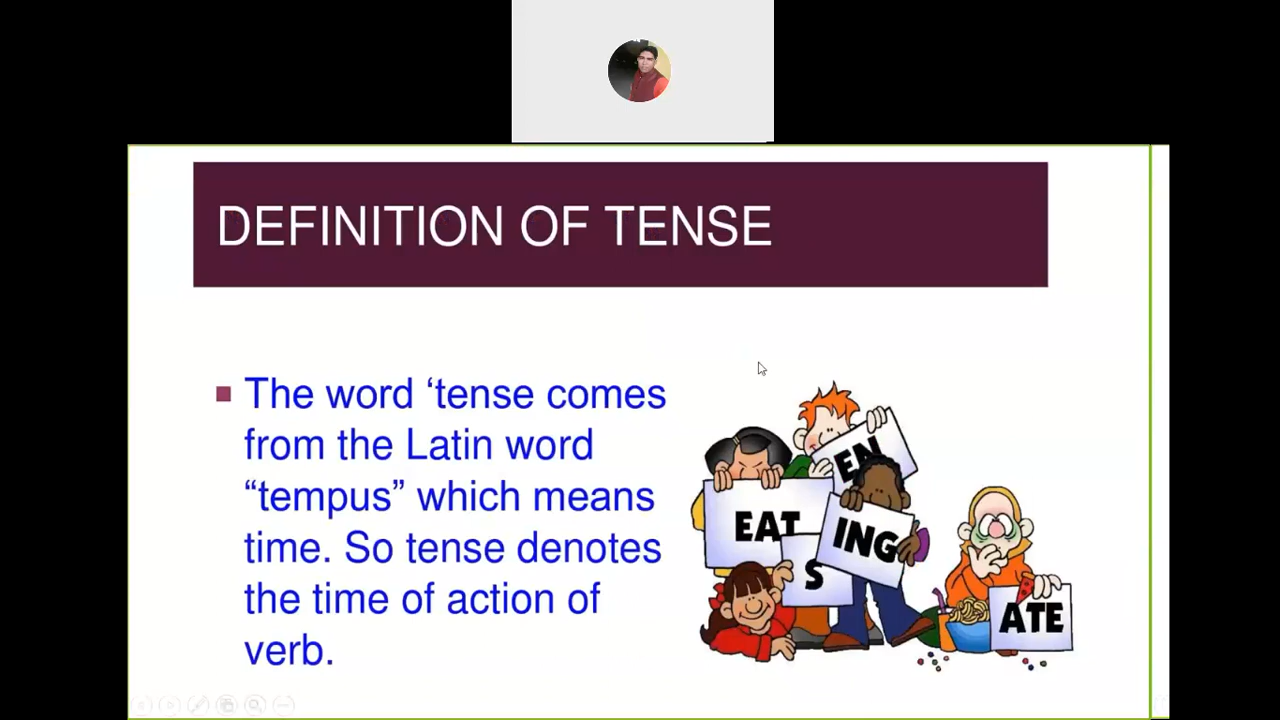 DEFINITION OF TENSE
The word ‘tense comes
from the Latin word
“tempus” which means
time. So tense denotes
the time of action of
verb.
EN
EAT
ING
S
ATE